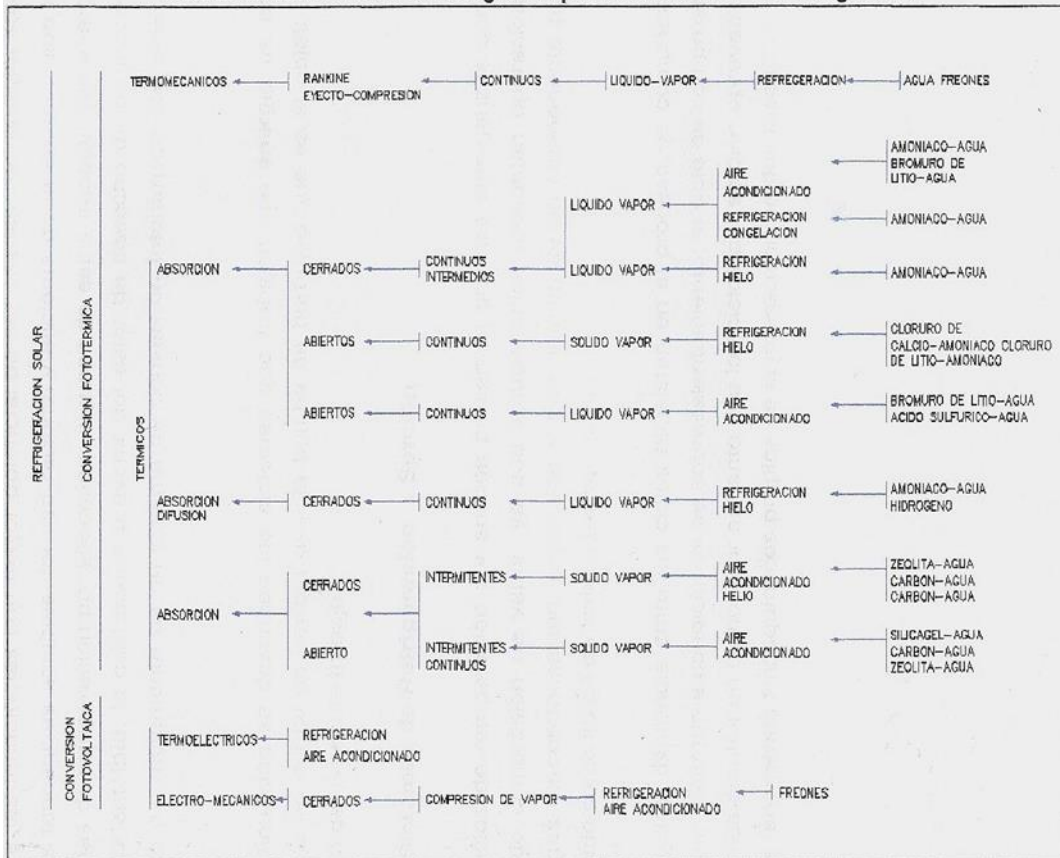 REFRIGERACION SOLAR
CONVERSION FOTOTERMICA
TERMOMECANICOS
RANKINE
EYECTO-COMPRESION
CONTINUOS
LIQUIDO-VAPOR
REFREGERACION
AGUA FREONES
TERMICOS
ABSORCION
CERRADOS
CONTINUOS
INTERMEDIOS
LIQUIDO VAPOR
AIRE
ACONDICIONADO
AMONIACO-AGUA
BROMURO DE
LITIO-AGUA
REFRIGERACION
CONGELACION
AMONIACO-AGUA
LIQUIDO VAPOR
REFRIGERACION
HIELO
AMONIACO-AGUA
ABIERTOS
CONTINUOS
SOLIDO VAPOR
REFRIGERACION
HIELO
CLORURO DE
CALCIO-AMONIACO CLORURO
DE LITIO-AMONIACO
ABIERTOS
CONTINUOS
LIQUIDO VAPOR
AIRE
ACONDICIONADO
BROMURO DE LITIO-AGUA
ACIDO SULFURICO-AGUA
ABSORCION
DIFUSION
CERRADOS
CONTINUOS
LIQUIDO VAPOR
REFRIGERACION
HIELO
AMONIACO-AGUA
HIDROGENO
ABSORCION
CERRADOS
INTERMITENTES
SOLIDO VAPOR
AIRE
ACONDICIONADO
HELIO
ZEOLITA-AGUA
CARBON-AGUA
CARBON-AGUA
ABIERTO
INTERMITENTES
CONTINUOS
SOLIDO VAPOR
AIRE
ACONDICIONADO
SILICAGEL-AGUA
CARBON-AGUA
ZEOLITA-AGUA
CONVERSION
FOTOVOLTAICA
TERMOELECTRICOS
REFRIGERACION
AIRE ACONDICIONADO
ELECTRO-MECANICOS
CERRADOS
COMPRESION DE VAPOR
REFRIGERACION
AIRE ACONDICIONADO
FREONES